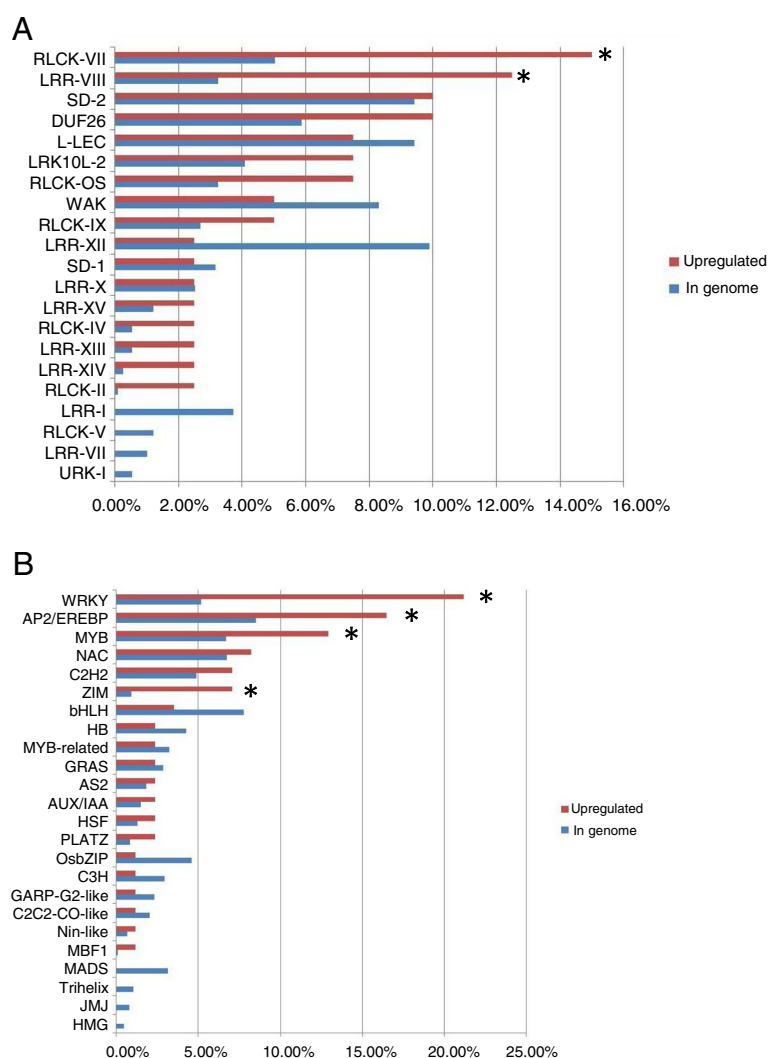 A
RLCK-VII
*
LRR-VIII
*
SD-2
DUF26
L-LEC
LRK10L-2
RLCK-OS
WAK
RLCK-IX
LRR-XII
SD-1
LRR-X
LRR-XV
RLCK-IV
LRR-XIII
LRR-XIV
RLCK-II
LRR-I
RLCK-V
LRR-VII
URK-I
Upregulated
In genome
0.00% 2.00% 4.00% 6.00% 8.00% 10.00% 12.00% 14.00% 16.00%
B
WRKY
*
AP2/EREBP
*
MYB
*
NAC
C2H2
ZIM
*
bHLH
HB
MYB-related
GRAS
AS2
AUX/IAA
HSF
PLATZ
OsbZIP
C3H
GARP-G2-like
C2C2-CO-like
Nin-like
MBF1
MADS
Trihelix
JMJ
HMG
Upregulated
In genome
0.00% 5.00% 10.00% 15.00% 20.00% 25.00%